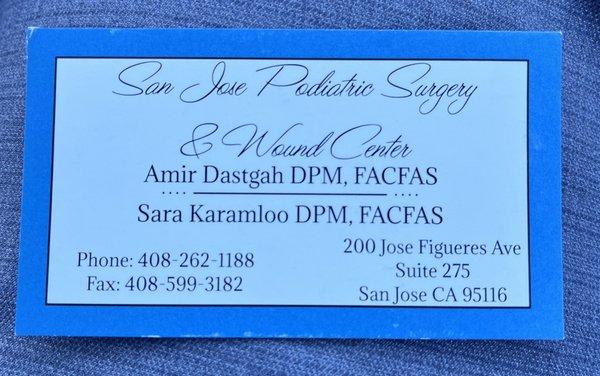 San Jose Podiatric Surgery
& Wound Center
Amir Dastgah DPM, FACFAS
Sara Karamloo DPM, FACFAS
Phone: 408-262-1188
Fax: 408-599-3182
200 Jose Figueres Ave
Suite 275
San Jose CA 95116